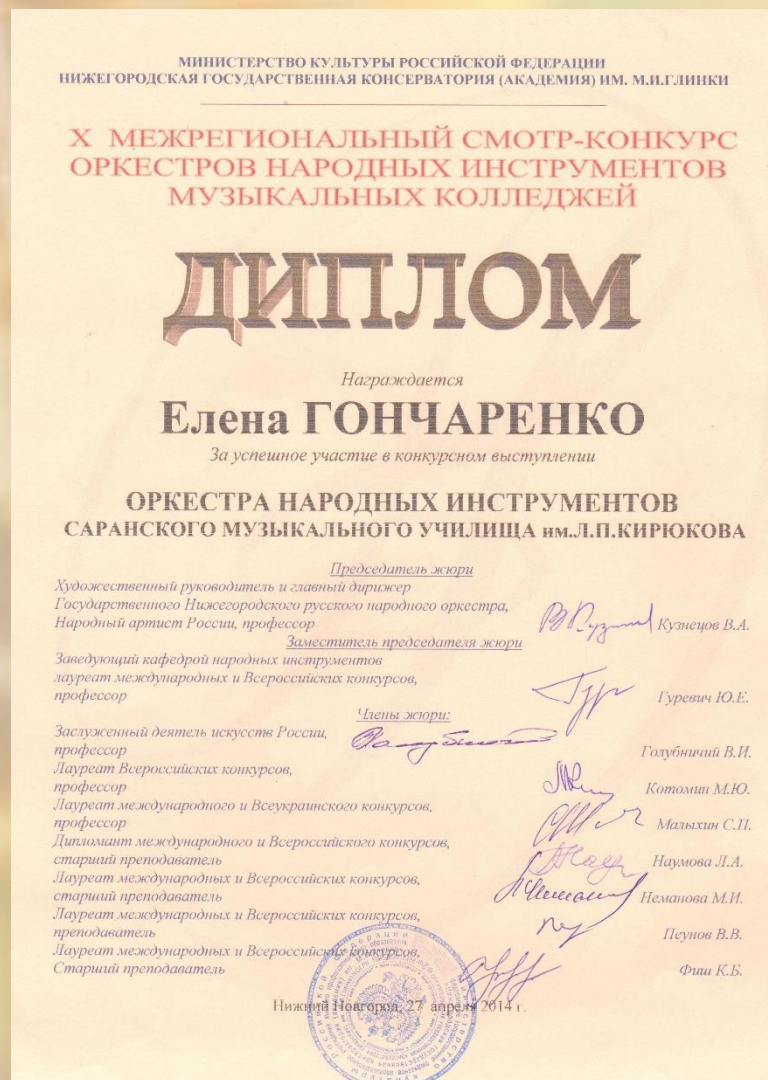 МИНИСТЕРСТВО КУЛЬТУРЫ РОССИЙСКОЙ ФЕДЕРАЦИИ
НИЖЕГОРОДСКАЯ ГОСУДАРСТВЕННАЯ КОНСЕРВАТОРИЯ (АКАДЕМИЯ) ИМ. М.И.ГЛИНКИ
X МЕЖРЕГИОНАЛЬНЫЙ СМОТР-КОНКУРС
ОРКЕСТРОВ НАРОДНЫХ ИНСТРУМЕНТОВ
МУЗЫКАЛЬНЫХ КОЛЛЕДЖЕЙ
ДИПЛОМ
Награждается
Елена ГОНЧАРЕНКО
За успешное участие в конкурсном выступлении
ОРКЕСТРА НАРОДНЫХ ИНСТРУМЕНТОВ
САРАНСКОГО МУЗЫКАЛЬНОГО УЧИЛИЩА им.Л.П.КИРЮКОВА
Председатель жюри
Художественный руководитель и главный дирижер
Государственного Нижегородского русского народного оркестра,
Народный артист России, профессор Кузнецов В.А.
Заместитель председателя жюри
Заведующий кафедрой народных инструментов
лауреат международных и Всероссийских конкурсов,
профессор Гуревич Ю.Е.
Члены жюри:
Заслуженный деятель искусств России,
профессор Голубничий В.И.
Лауреат Всероссийских конкурсов,
профессор Котомин М.Ю.
Лауреат международного и Всеукраинского конкурсов,
профессор Малыхин С.П.
Дипломант международного и Всероссийского конкурсов,
старший преподаватель Наумова Л.А.
Лауреат международных и Всероссийских конкурсов,
старший преподаватель Неманова М.И.
Лауреат международных и Всероссийских конкурсов,
преподаватель Пеунов В.В.
Лауреат международных и Всероссийских конкурсов,
Старший преподаватель Фиш К.Б.
Нижний Новгород, 27 апреля 2014 г.